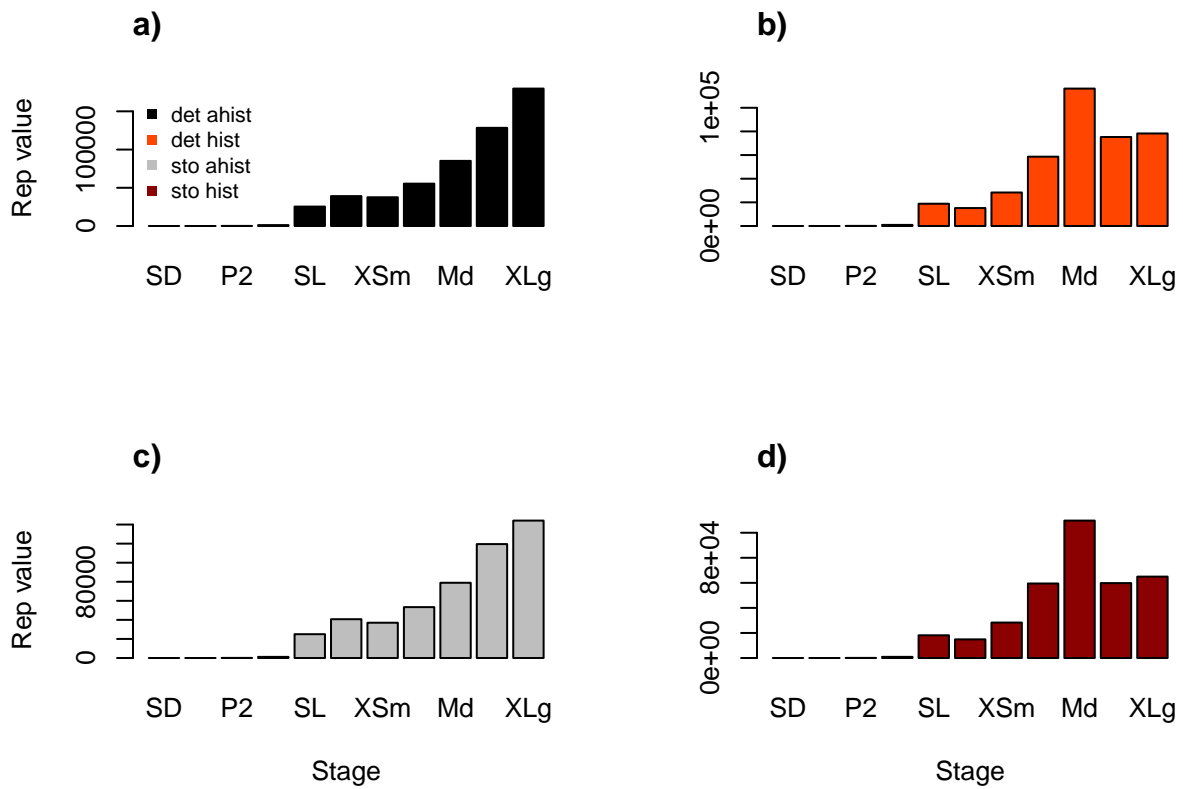 a)
Rep value
0
100000
det ahist
det hist
sto ahist
sto hist
SD P2 SL XSm Md XLg
b)
0e+00
1e+05
SD P2 SL XSm Md XLg
c)
Rep value
0
80000
SD P2 SL XSm Md XLg
Stage
d)
0e+00
8e+04
SD P2 SL XSm Md XLg
Stage